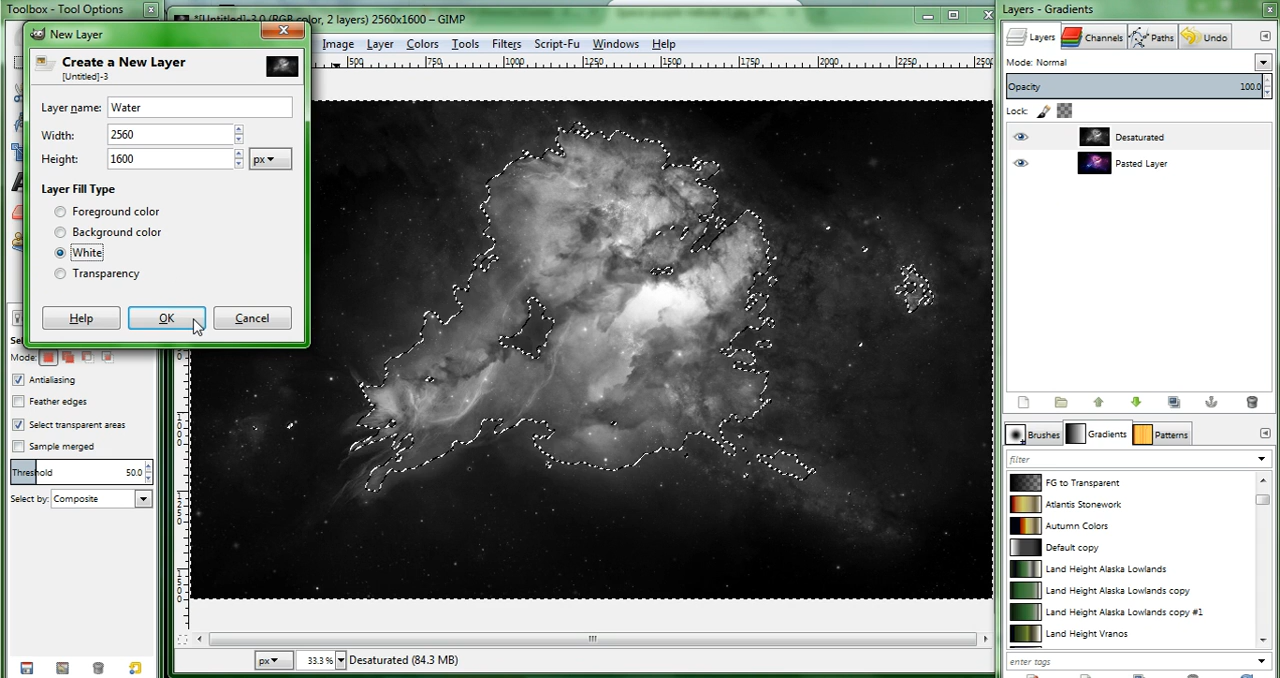 Toolbox - Tool Options
*[Untitled]-3.0 (RGB color, 2 layers) 2560x1600 – GIMP
Layers - Gradients
New Layer
Image Layer Colors Tools Filters Script-Fu Windows Help
Layers Channels Paths Undo
Create a New Layer
[Untitled]-3
Mode: Normal
500 1000 1250 1500 1750 2000 2250 2500
Opacity 100.0
Layer name: Water
Lock:
Width: 2560
Desaturated
Height: 1600 px
Pasted Layer
Layer Fill Type
Foreground color
Background color
White
Transparency
Help OK Cancel
Mode:
Antialiasing
Feather edges
Select transparent areas
Sample merged
Threshold 50.0
Select by: Composite
1000
1250
1500
px 33.3 % Desaturated (84.3 MB)
Brushes Gradients Patterns
filter
FG to Transparent
Atlantis Stonework
Autumn Colors
Default copy
Land Height Alaska Lowlands
Land Height Alaska Lowlands copy
Land Height Alaska Lowlands copy #1
Land Height Vranos
enter tags